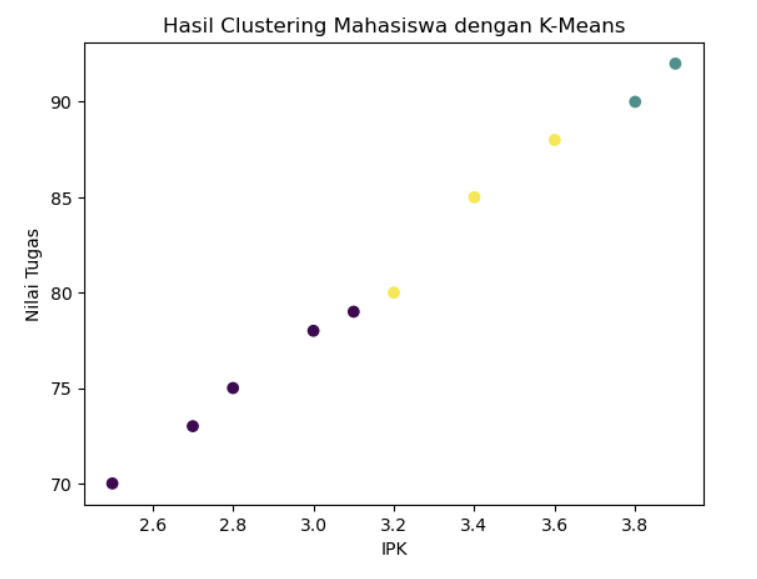 Hasil Clustering Mahasiswa dengan K-Means
90
85
80
75
70
Nilai Tugas
2.6 2.8 3.0 3.2 3.4 3.6 3.8
IPK